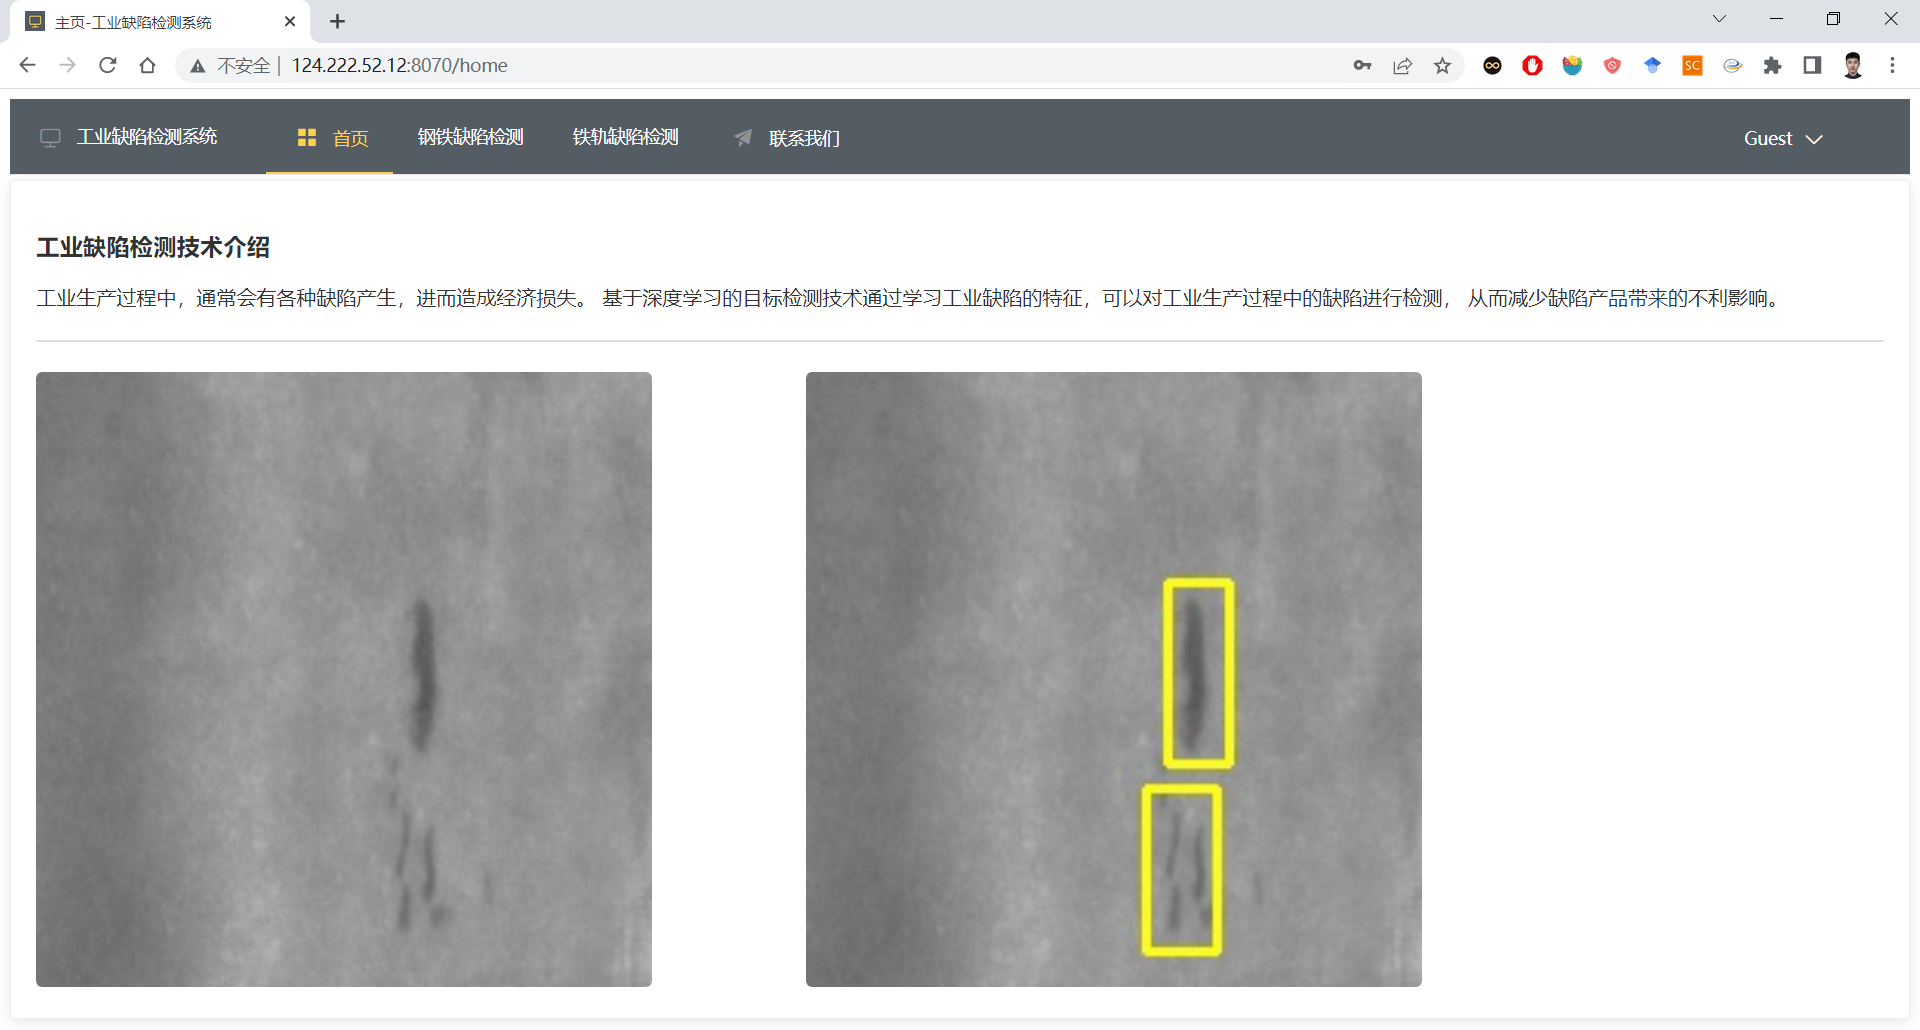 主页-工业缺陷检测系统
不安全 | 124.222.52.12:8070/home
SC
工业缺陷检测系统 首页 钢铁缺陷检测 铁轨缺陷检测 联系我们 Guest
工业缺陷检测技术介绍
工业生产过程中，通常会有各种缺陷产生，进而造成经济损失。 基于深度学习的目标检测技术通过学习工业缺陷的特征，可以对工业生产过程中的缺陷进行检测， 从而减少缺陷产品带来的不利影响。